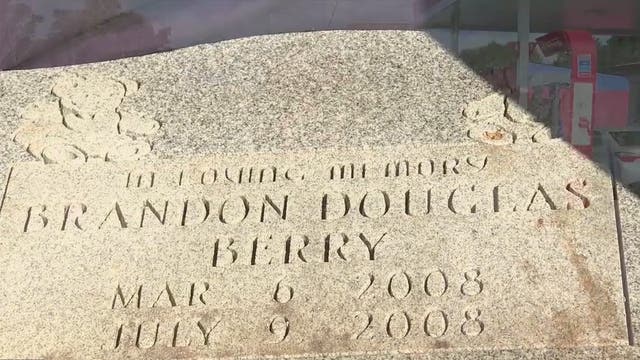 In Loving Memory
BRANDON DOUGLAS
BERRY
MAR 6 2008
JULY 9 2008